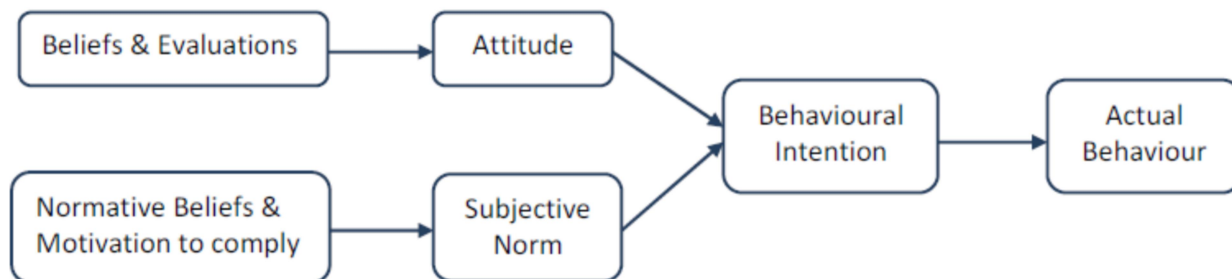 Beliefs & Evaluations
Attitude
Behavioural
Intention
Actual
Behaviour
Normative Beliefs &
Motivation to comply
Subjective
Norm